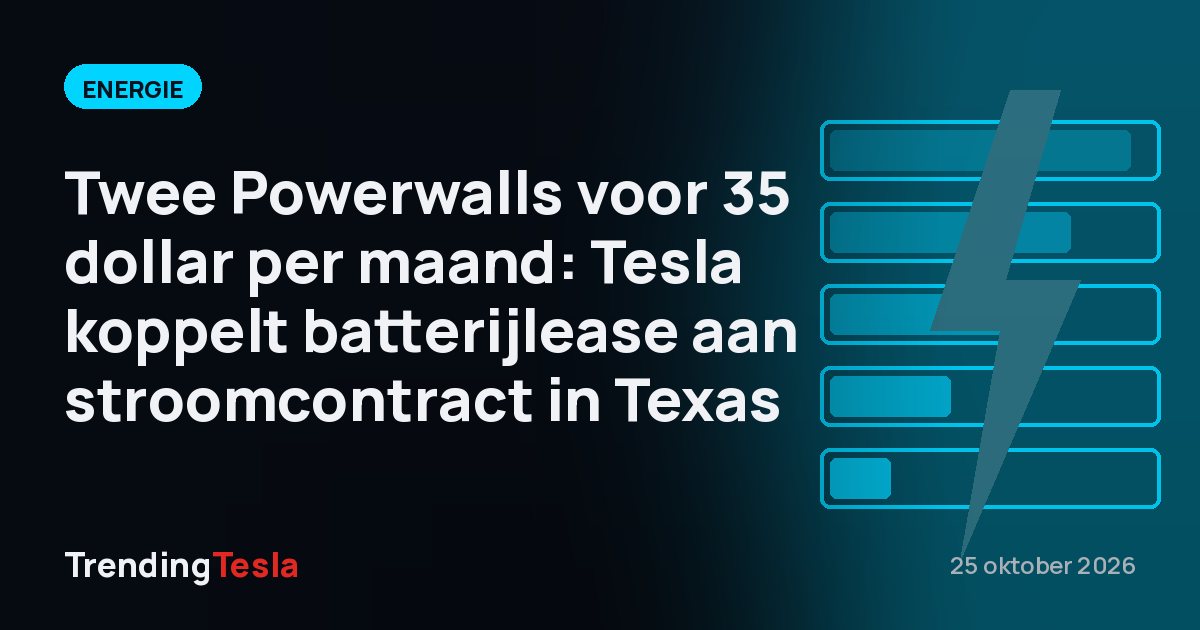 ENERGIE
Twee Powerwalls voor 35
dollar per maand: Tesla
koppelt batterijlease aan
stroomcontract in Texas
TrendingTesla
25 oktober 2026